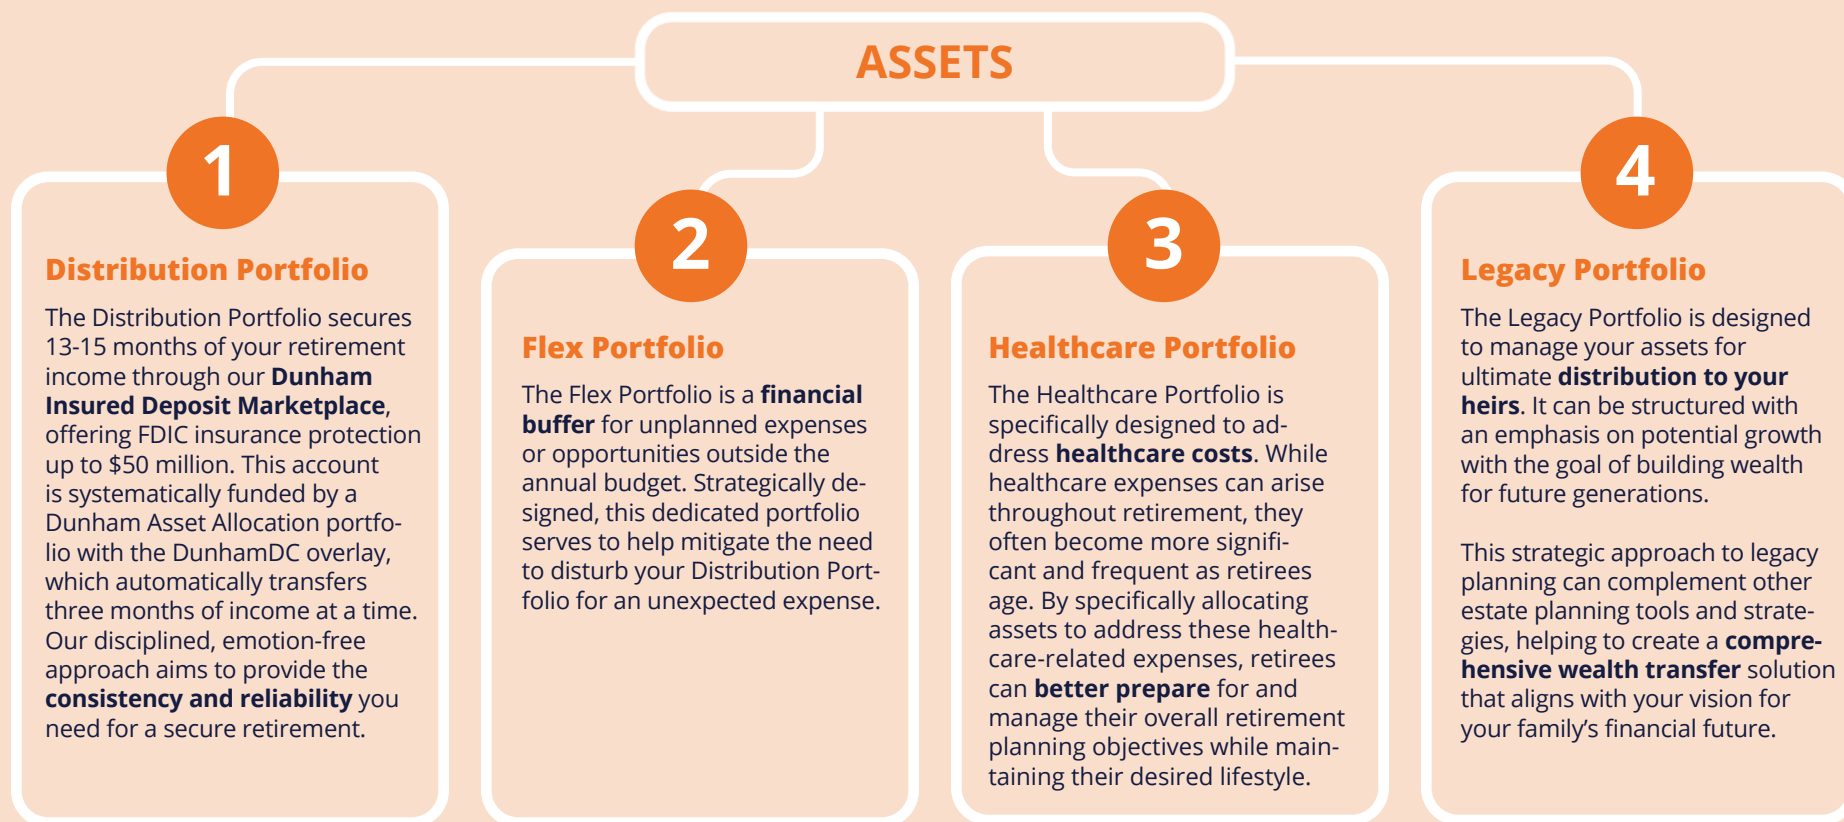 ASSETS
1
Distribution Portfolio
The Distribution Portfolio secures
13-15 months of your retirement
income through our Dunham
Insured Deposit Marketplace,
offering FDIC insurance protection
up to $50 million. This account
is systematically funded by a
Dunham Asset Allocation portfo-
lio with the DunhamDC overlay,
which automatically transfers
three months of income at a time.
Our disciplined, emotion-free
approach aims to provide the
consistency and reliability you
need for a secure retirement.
2
Flex Portfolio
The Flex Portfolio is a financial
buffer for unplanned expenses
or opportunities outside the
annual budget. Strategically de-
signed, this dedicated portfolio
serves to help mitigate the need
to disturb your Distribution Port-
folio for an unexpected expense.
3
Healthcare Portfolio
The Healthcare Portfolio is
specifically designed to ad-
dress healthcare costs. While
healthcare expenses can arise
throughout retirement, they
often become more signifi-
cant and frequent as retirees
age. By specifically allocating
assets to address these health-
care-related expenses, retirees
can better prepare for and
manage their overall retirement
planning objectives while main-
taining their desired lifestyle.
4
Legacy Portfolio
The Legacy Portfolio is designed
to manage your assets for
ultimate distribution to your
heirs. It can be structured with
an emphasis on potential growth
with the goal of building wealth
for future generations.
This strategic approach to legacy
planning can complement other
estate planning tools and strate-
gies, helping to create a compre-
hensive wealth transfer solution
that aligns with your vision for
your family’s financial future.